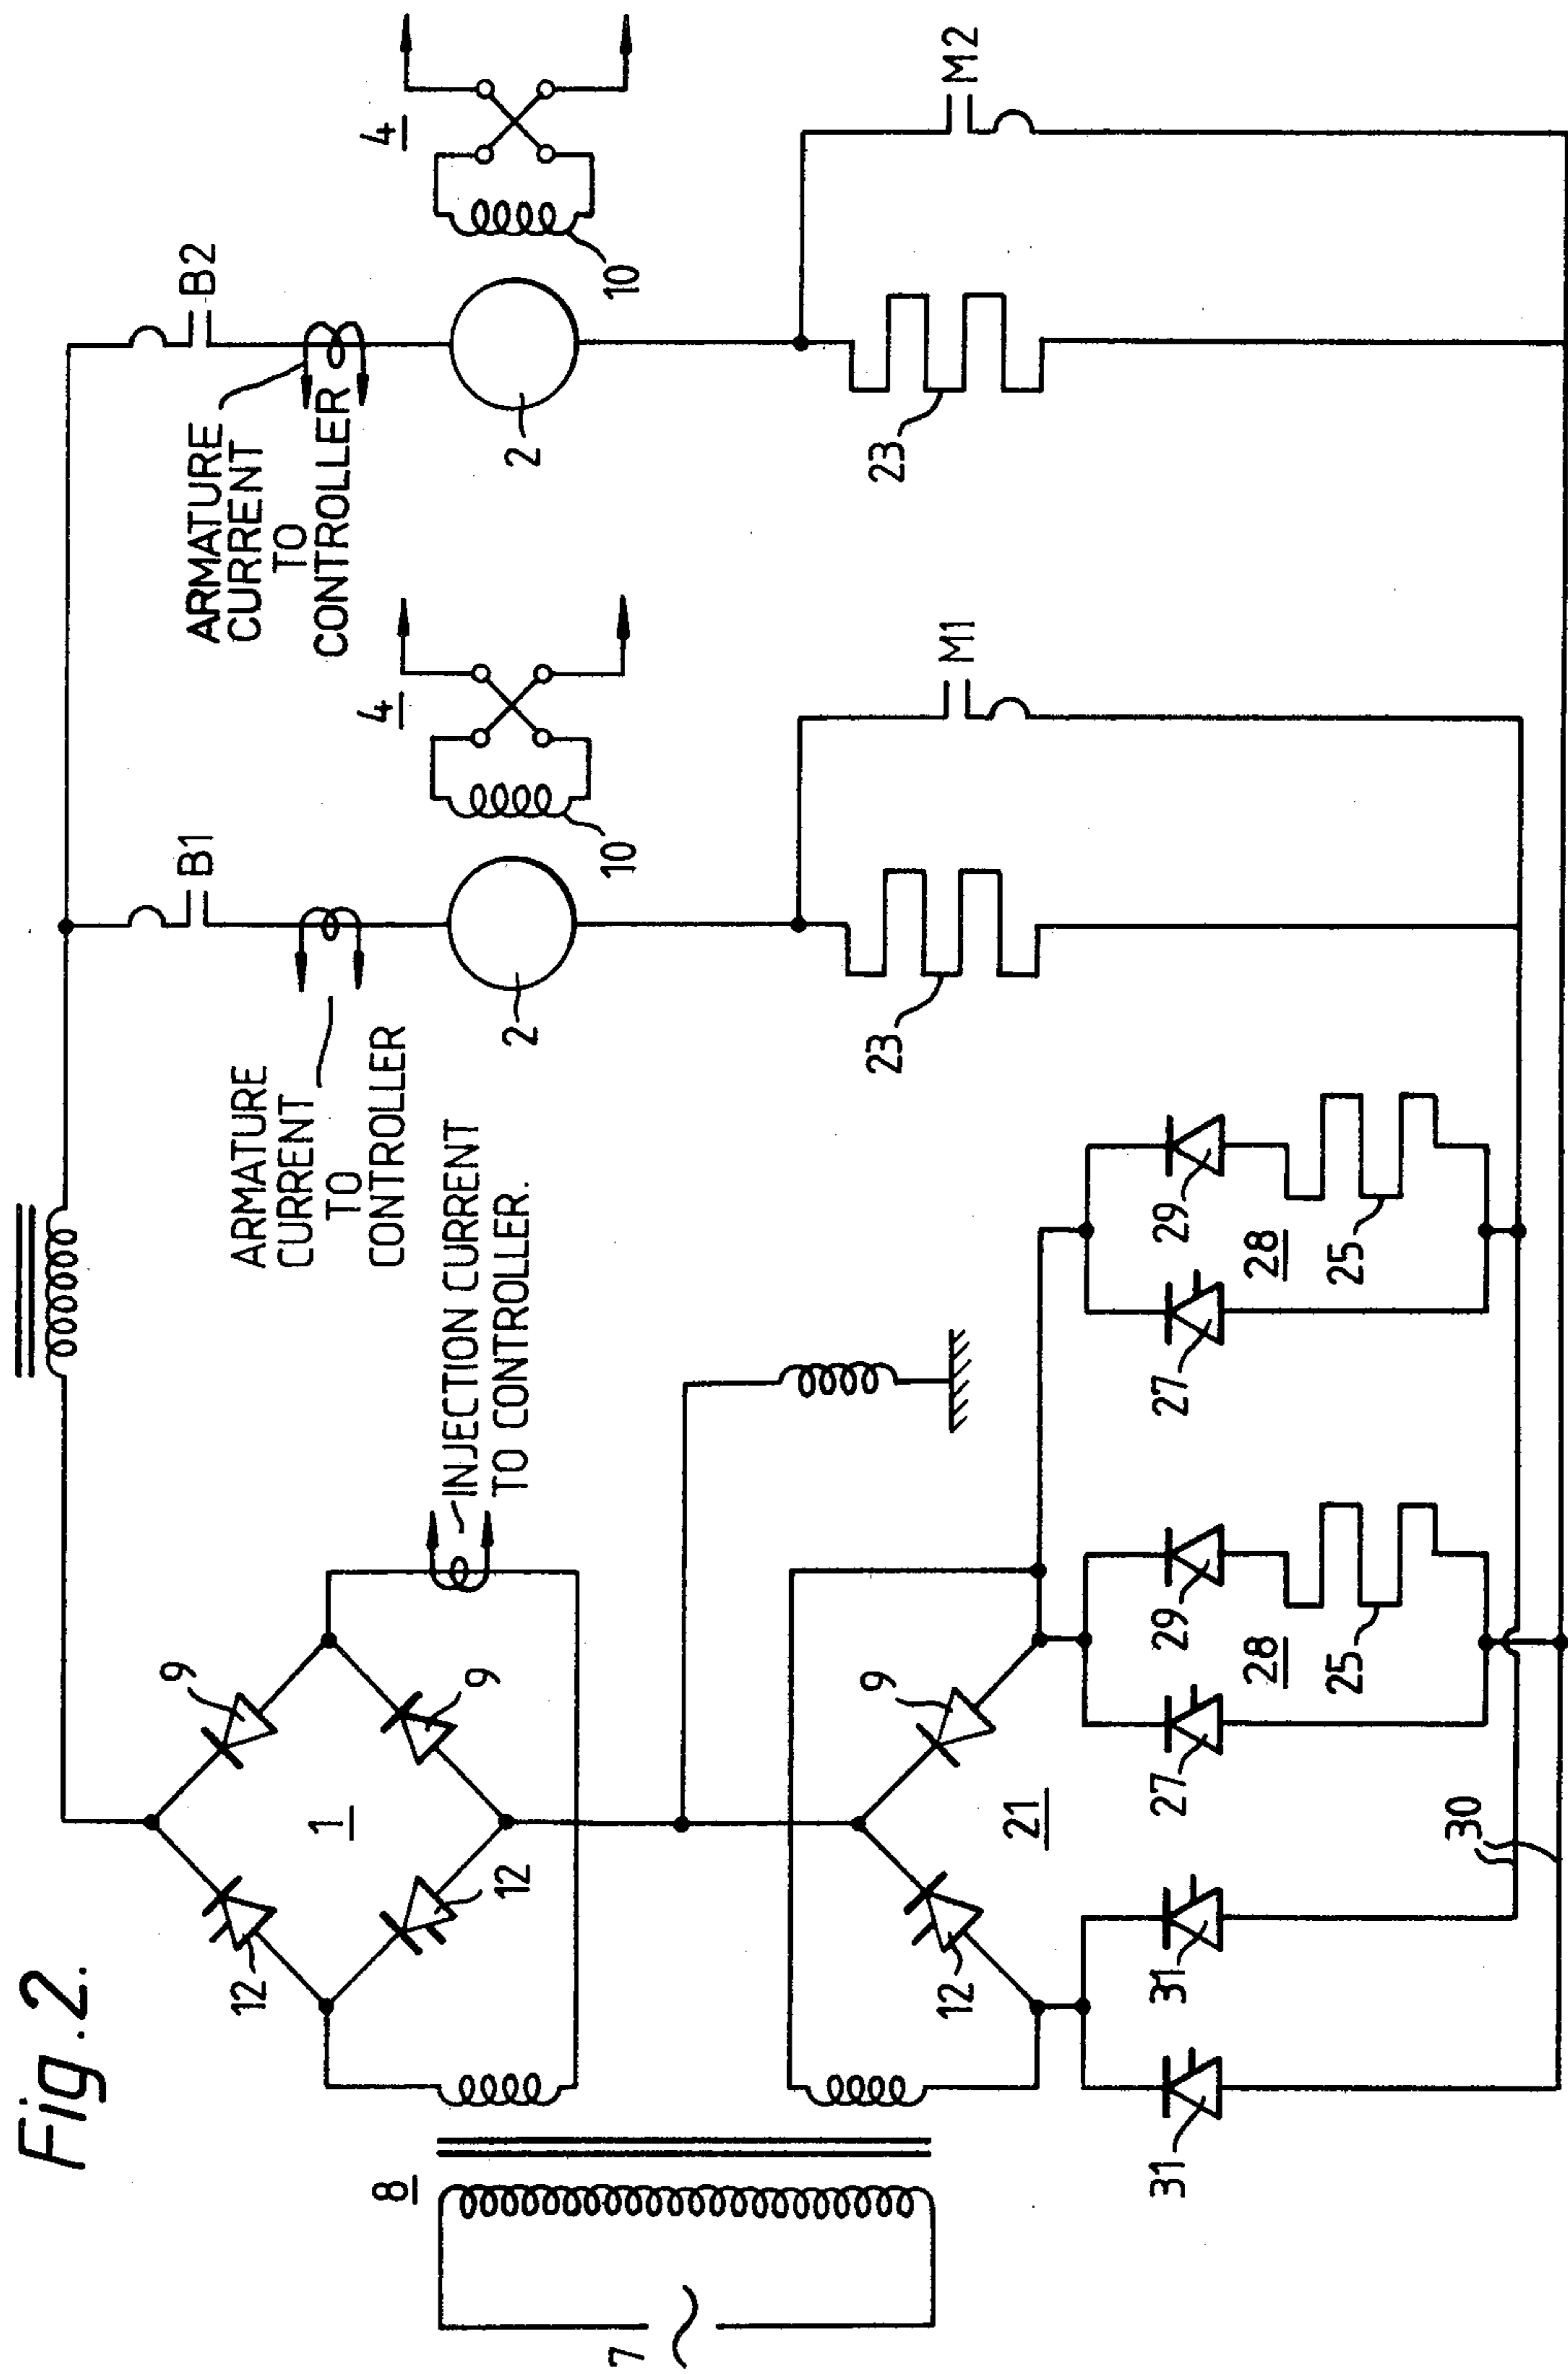 Fig.2.
B2
4
ARMATURE
CURRENT
TO
CONTROLLER
10
2
M2
23
B1
4
ARMATURE
CURRENT
TO
CONTROLLER
10
2
M1
23
INJECTION CURRENT
TO CONTROLLER.
9
9
1
12
12
8
7
9
21
12
29
28
25
27
29
28
25
27
31
31
30